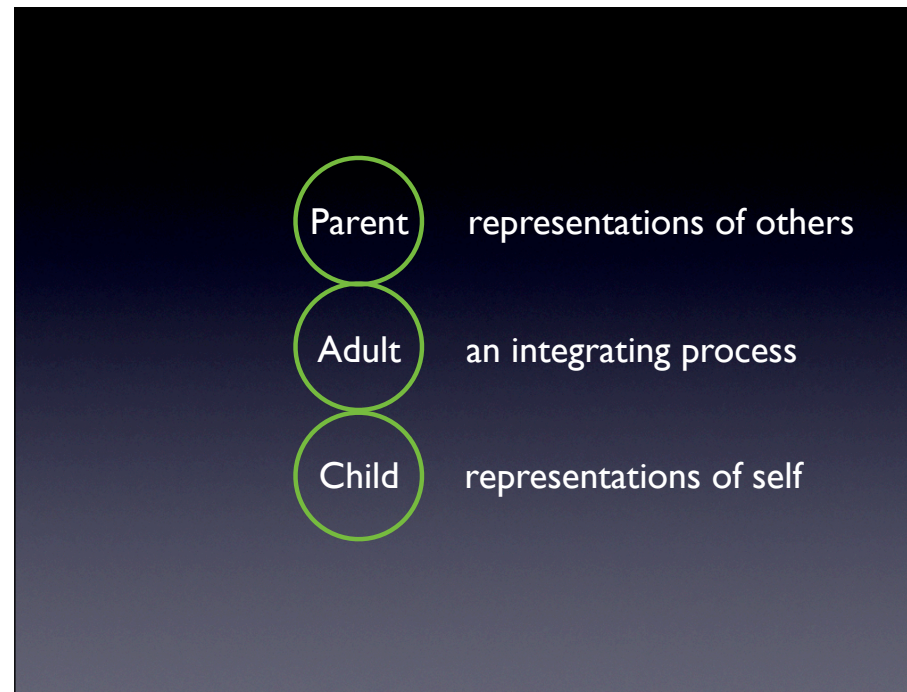 Parent representations of others
Adult an integrating process
Child representations of self